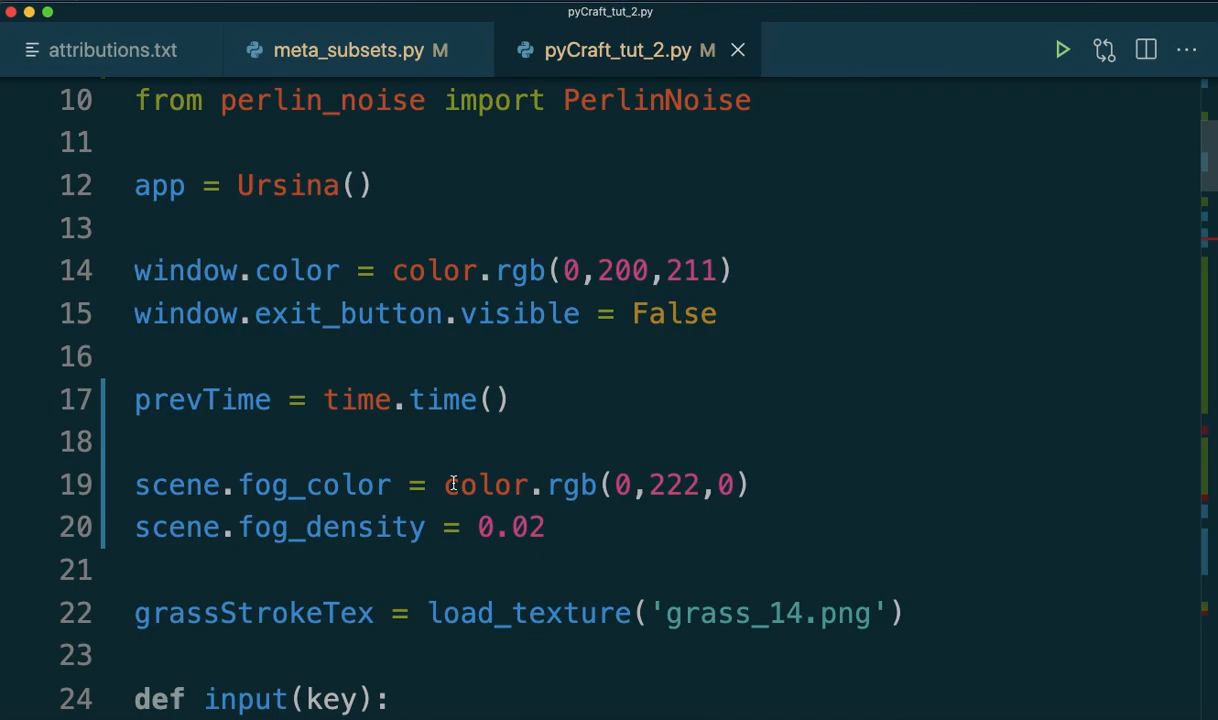 pyCraft_tut_2.py
attributions.txt meta_subsets.py M pyCraft_tut_2.py M
10 from perlin_noise import PerlinNoise
11
12 app = Ursina()
13
14 window.color = color.rgb(0,200,211)
15 window.exit_button.visible = False
16
17 prevTime = time.time()
18
19 scene.fog_color = color.rgb(0,222,0)
20 scene.fog_density = 0.02
21
22 grassStrokeTex = load_texture('grass_14.png')
23
24 def input(key):